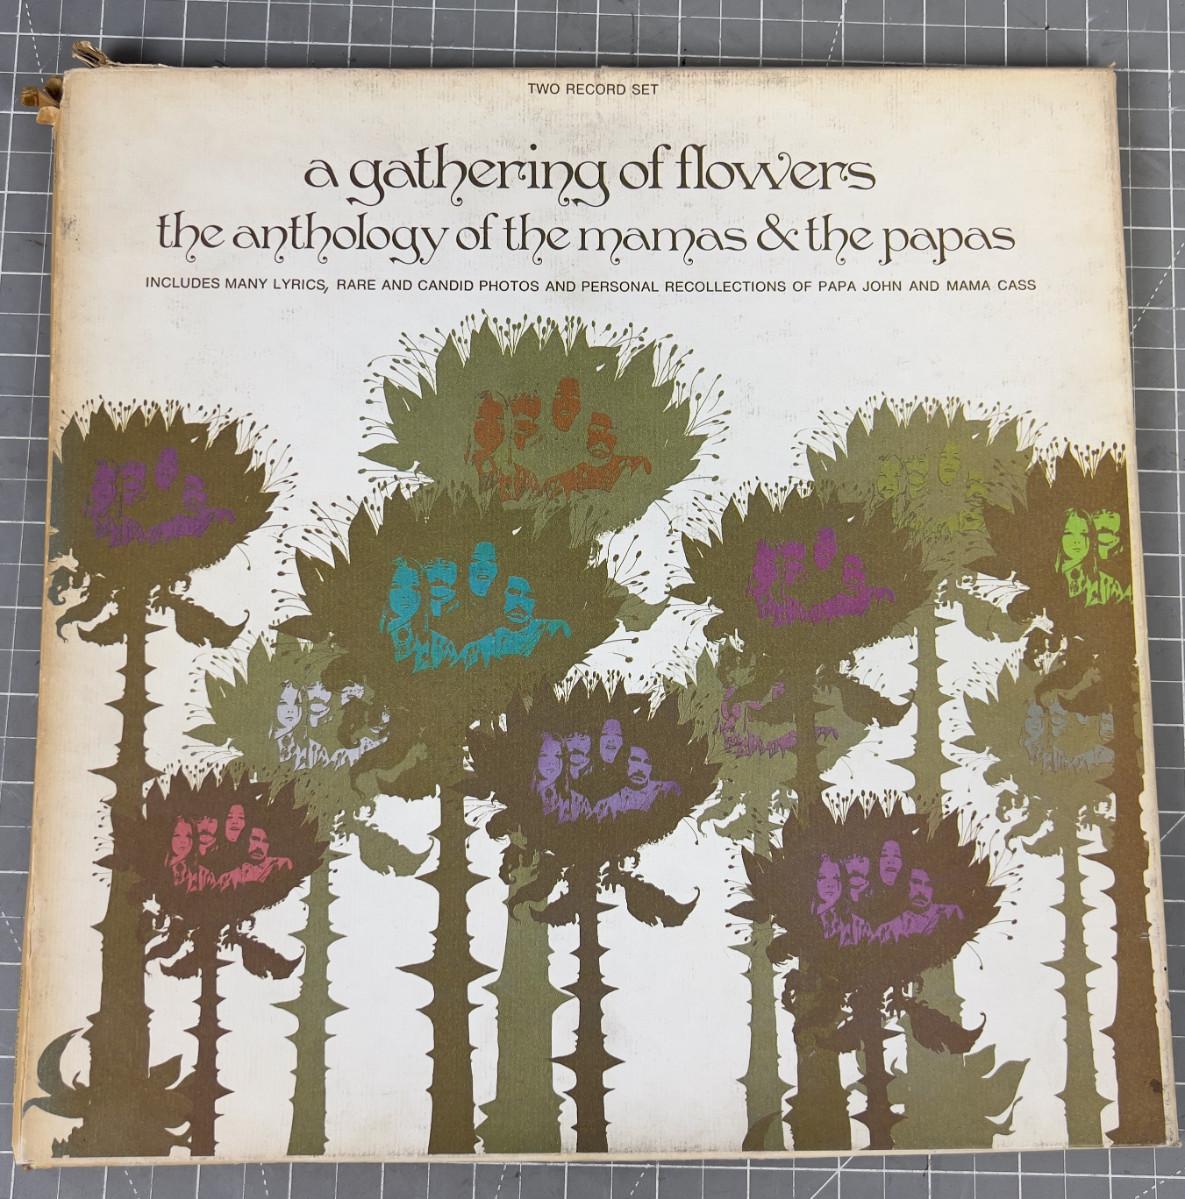 TWO RECORD SET
a gathering of flowers
the anthology of the mamas & the papas
INCLUDES MANY LYRICS, RARE AND CANDID PHOTOS AND PERSONAL RECOLLECTIONS OF PAPA JOHN AND MAMA CASS